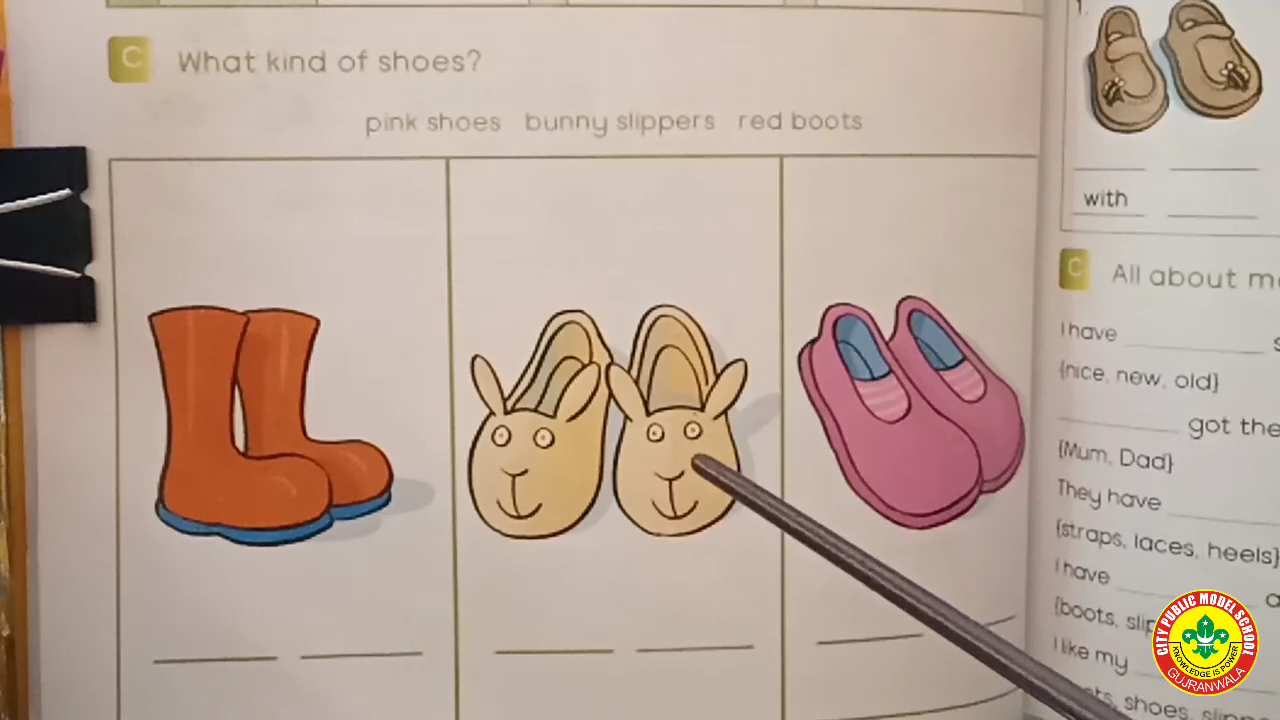 C What kind of shoes?
pink shoes bunny slippers red boots
1.
with
C All about
I have
{nice, new, old}
got the
{Mum, Dad}
They have
{straps, laces, heels}
I have
{boots,
I like my
shoes,
CITY PUBLIC MODEL SCHOOL
KNOWLEDGE IS POWER
GUJRANWALA